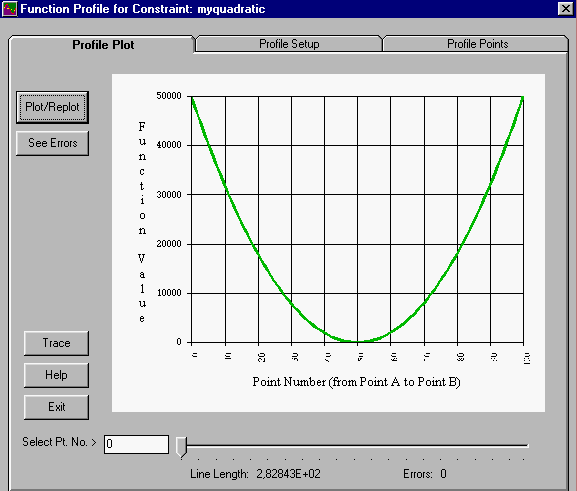 Function Profile for Constraint: myquadratic
Profile Plot
Profile Setup
Profile Points
Plot/Replot
See Errors
Function Value
50000
40000
30000
20000
10000
0
0 10 20 30 40 50 60 70 80 90 100
Point Number (from Point A to Point B)
Trace
Help
Exit
Select Pt. No. > 0
Line Length: 2,82843E+02 Errors: 0